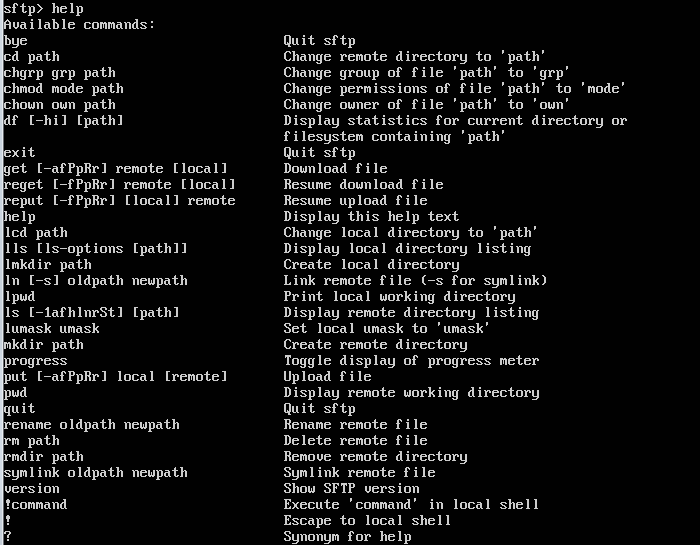 sftp> help
Available commands:
bye                                Quit sftp
cd path                            Change remote directory to 'path'
chgrp grp path                     Change group of file 'path' to 'grp'
chmod mode path                    Change permissions of file 'path' to 'mode'
chown own path                     Change owner of file 'path' to 'own'
df [-hi] [path]                    Display statistics for current directory or
                                   filesystem containing 'path'
exit                               Quit sftp
get [-afPpRr] remote [local]       Download file
reget [-fPpRr] remote [local]      Resume download file
reput [-fPpRr] [local] remote      Resume upload file
help                               Display this help text
lcd path                           Change local directory to 'path'
lls [ls-options [path]]            Display local directory listing
lmkdir path                        Create local directory
ln [-s] oldpath newpath            Link remote file (-s for symlink)
lpwd                               Print local working directory
ls [-1afhlnrSt] [path]             Display remote directory listing
lumask umask                       Set local umask to 'umask'
mkdir path                         Create remote directory
progress                           Toggle display of progress meter
put [-afPpRr] local [remote]       Upload file
pwd                                Display remote working directory
quit                               Quit sftp
rename oldpath newpath             Rename remote file
rm path                            Delete remote file
rmdir path                         Remove remote directory
symlink oldpath newpath            Symlink remote file
version                            Show SFTP version
!command                           Execute 'command' in local shell
!                                  Escape to local shell
?                                  Synonym for help